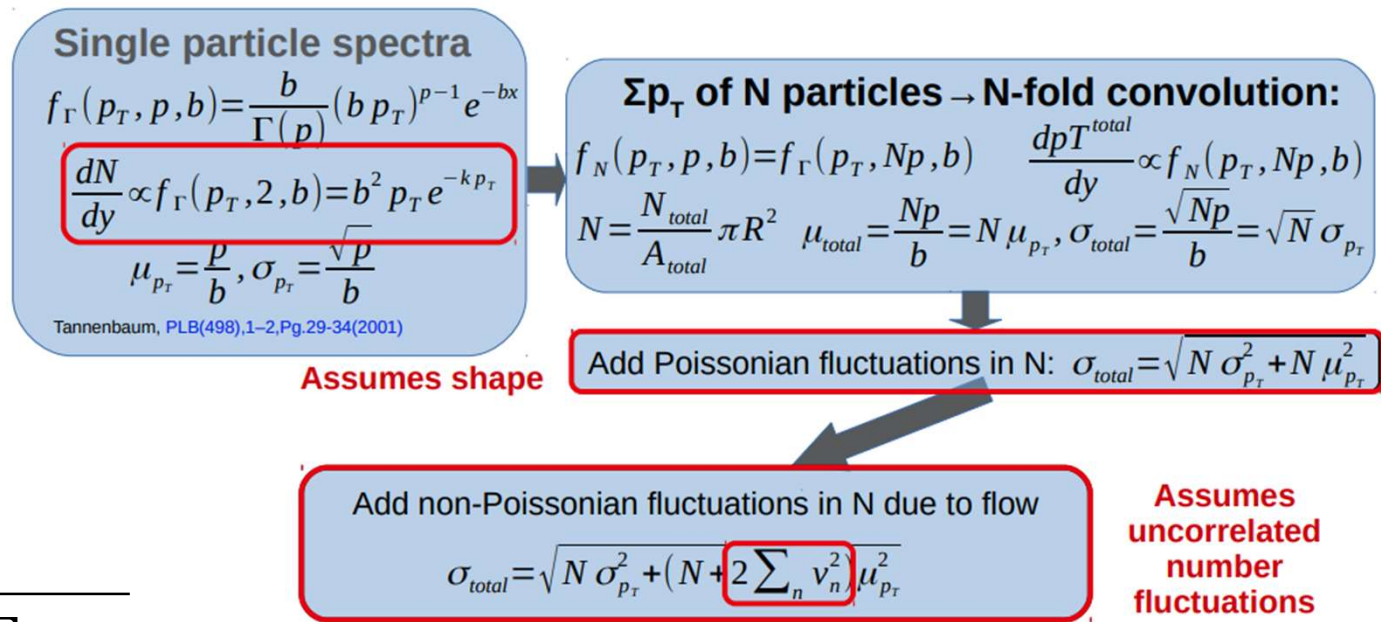 Single particle spectra
f_Γ(p_T, p, b) = b/Γ(p) (b p_T)^{p−1} e^{−bx}
dN/dy ∝ f_Γ(p_T, 2, b) = b² p_T e^{−k p_T}
μ_{p_T} = p/b, σ_{p_T} = √p/b
Tannenbaum, PLB(498),1–2,Pg.29-34(2001)
Assumes shape
Σp_T of N particles → N-fold convolution:
f_N(p_T, p, b) = f_Γ(p_T, Np, b) dpT^{total}/dy ∝ f_N(p_T, Np, b)
N = N_{total}/A_{total} πR² μ_{total} = Np/b = N μ_{p_T}, σ_{total} = √(Np)/b = √N σ_{p_T}
Add Poissonian fluctuations in N: σ_{total} = √(N σ²_{p_T} + N μ²_{p_T})
Add non-Poissonian fluctuations in N due to flow
σ_{total} = √(N σ²_{p_T} + (N + 2 ∑_n v_n²) μ²_{p_T})
Assumes
uncorrelated
number
fluctuations